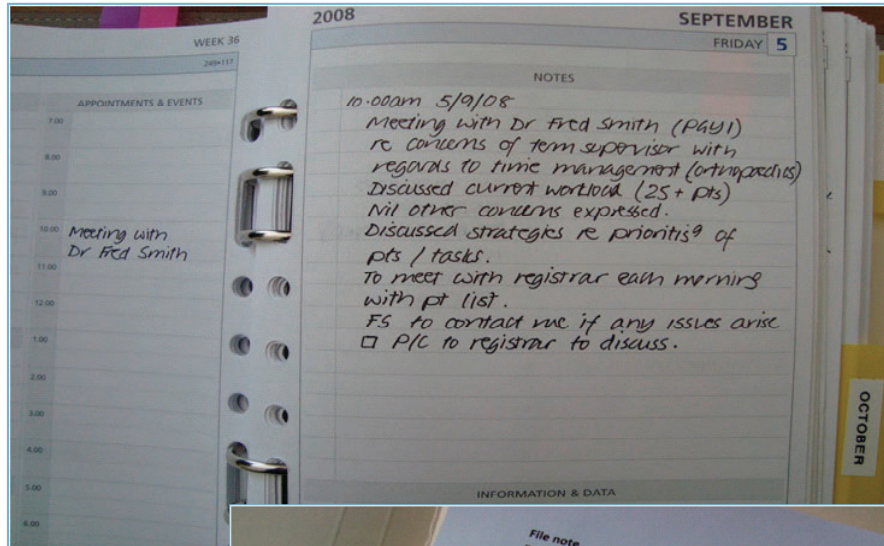 WEEK 36
249•117
APPOINTMENTS & EVENTS
7.00
8.00
9.00
10.00 Meeting with
Dr Fred Smith
11.00
12.00
1.00
2.00
3.00
4.00
5.00
6.00
2008 SEPTEMBER
FRIDAY 5
NOTES
10.00am 5/9/08
Meeting with Dr Fred Smith (PGY1)
re concerns of term supervisor with
regards to time management (orthopaedics)
Discussed current workload (25+ pts)
Nil other concerns expressed.
Discussed strategies re prioritisg of
pts / tasks.
To meet with registrar each morning
with pt list.
FS to contact me if any issues arise
□ P/C to registrar to discuss.
INFORMATION & DATA
OCTOBER
File note